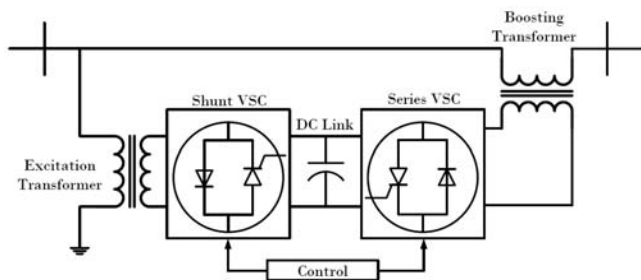 Boosting
Transformer
Shunt VSC
Series VSC
DC Link
Excitation
Transformer
Control